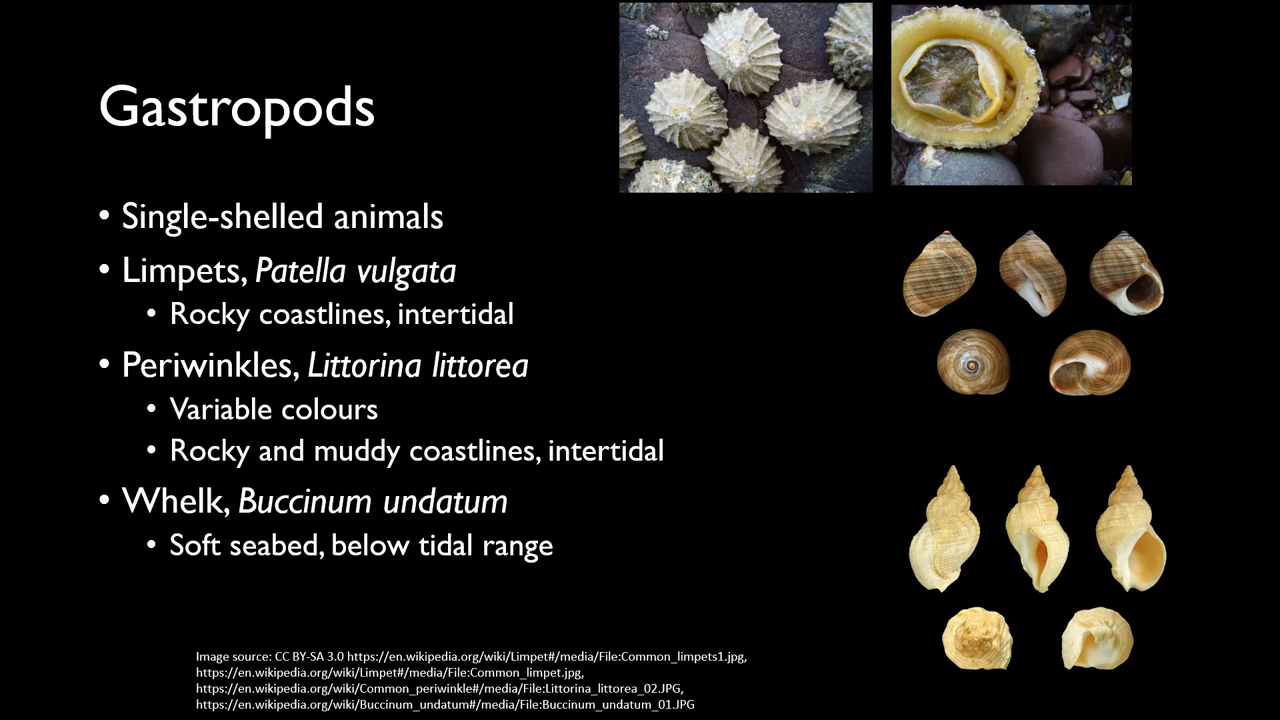 Gastropods
• Single-shelled animals
• Limpets, Patella vulgata
• Rocky coastlines, intertidal
• Periwinkles, Littorina littorea
• Variable colours
• Rocky and muddy coastlines, intertidal
• Whelk, Buccinum undatum
• Soft seabed, below tidal range
Image source: CC BY-SA 3.0 https://en.wikipedia.org/wiki/Limpet#/media/File:Common_limpets1.jpg,
https://en.wikipedia.org/wiki/Limpet#/media/File:Common_limpet.jpg,
https://en.wikipedia.org/wiki/Common_periwinkle#/media/File:Littorina_littorea_02.JPG,
https://en.wikipedia.org/wiki/Buccinum_undatum#/media/File:Buccinum_undatum_01.JPG